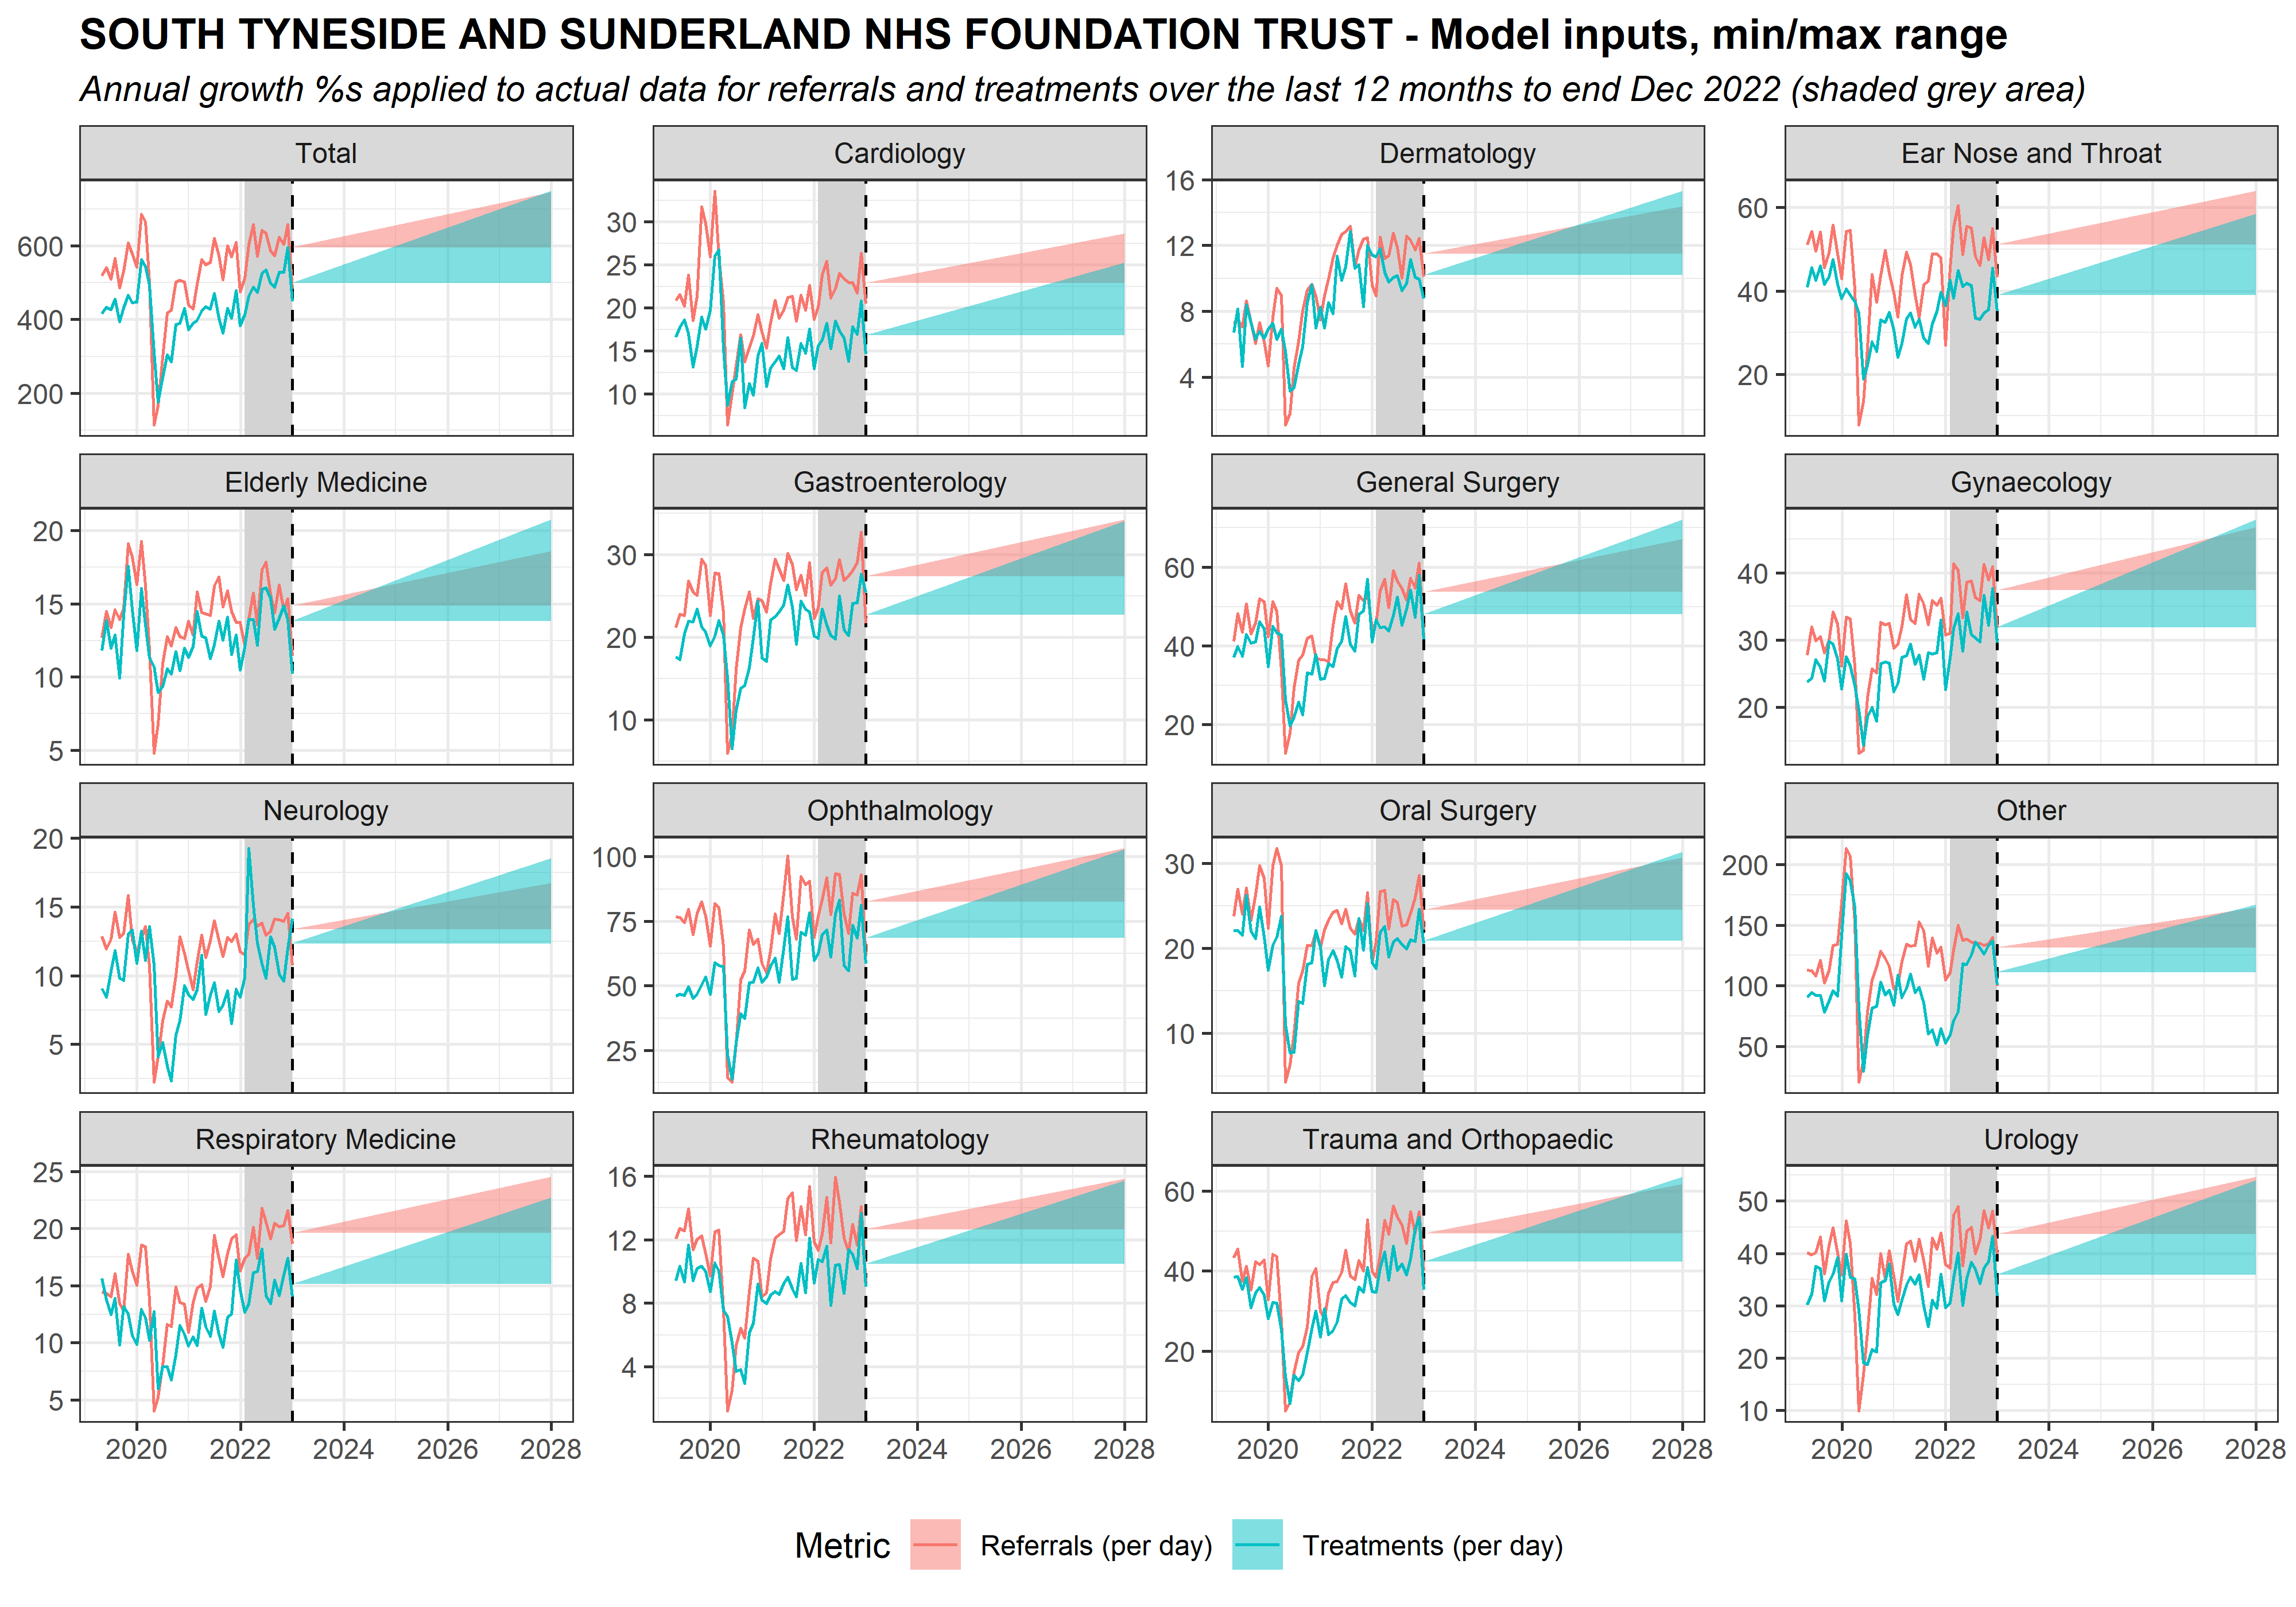 SOUTH TYNESIDE AND SUNDERLAND NHS FOUNDATION TRUST - Model inputs, min/max range
Annual growth %s applied to actual data for referrals and treatments over the last 12 months to end Dec 2022 (shaded grey area)
Total
Cardiology
Dermatology
Ear Nose and Throat
600
400
200
30
25
20
15
10
16
12
8
4
60
40
20
Elderly Medicine
Gastroenterology
General Surgery
Gynaecology
20
15
10
5
30
20
10
60
40
20
40
30
20
Neurology
Ophthalmology
Oral Surgery
Other
20
15
10
5
100
75
50
25
30
20
10
200
150
100
50
Respiratory Medicine
Rheumatology
Trauma and Orthopaedic
Urology
25
20
15
10
5
16
12
8
4
60
40
20
50
40
30
20
10
2020 2022 2024 2026 2028
2020 2022 2024 2026 2028
2020 2022 2024 2026 2028
2020 2022 2024 2026 2028
Metric Referrals (per day) Treatments (per day)